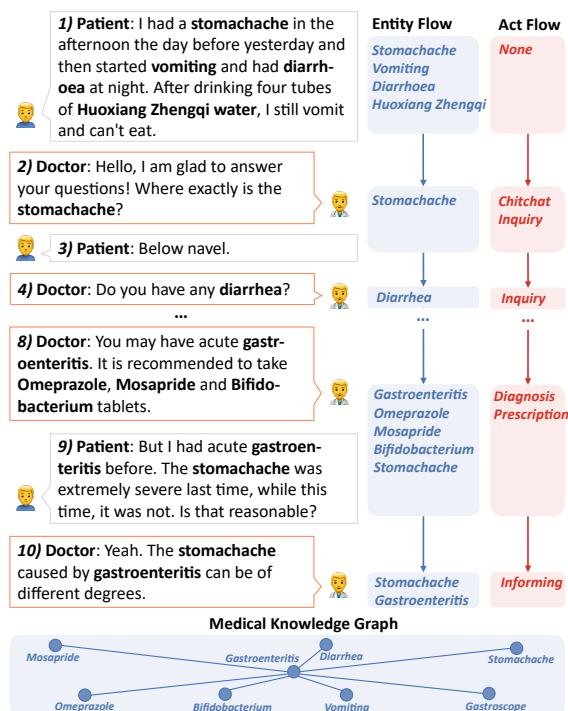 1) Patient: I had a stomachache in the
afternoon the day before yesterday and
then started vomiting and had diarrh-
oea at night. After drinking four tubes
of Huoxiang Zhengqi water, I still vomit
and can't eat.
Entity Flow
Stomachache
Vomiting
Diarrhoea
Huoxiang Zhengqi
Act Flow
None
2) Doctor: Hello, I am glad to answer
your questions! Where exactly is the
stomachache?
Stomachache
Chitchat
Inquiry
3) Patient: Below navel.
4) Doctor: Do you have any diarrhea?
Diarrhea
Inquiry
...
...
...
8) Doctor: You may have acute gastr-
oenteritis. It is recommended to take
Omeprazole, Mosapride and Bifido-
bacterium tablets.
Gastroenteritis
Omeprazole
Mosapride
Bifidobacterium
Stomachache
Diagnosis
Prescription
9) Patient: But I had acute gastroen-
teritis before. The stomachache was
extremely severe last time, while this
time, it was not. Is that reasonable?
10) Doctor: Yeah. The stomachache
caused by gastroenteritis can be of
different degrees.
Stomachache
Gastroenteritis
Informing
Medical Knowledge Graph
Mosapride
Gastroenteritis
Diarrhea
Stomachache
Omeprazole
Bifidobacterium
Vomiting
Gastroscope